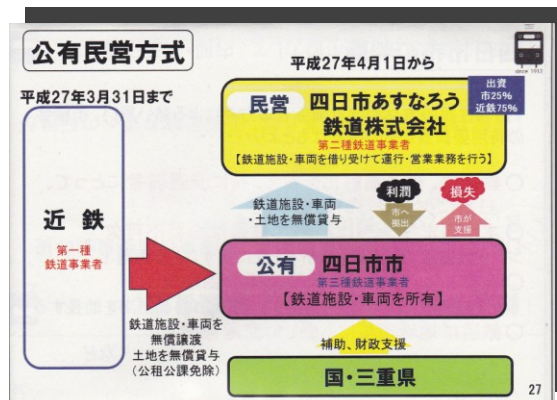 公有民営方式
since 1912
平成27年4月1日から
平成27年3月31日まで
出資
市25%
近鉄75%
民営 四日市あすなろう
鉄道株式会社
第二種鉄道事業者
【鉄道施設・車両を借り受けて運行・営業業務を行う】
近鉄
第一種
鉄道事業者
鉄道施設・車両
・土地を無償貸与
利潤
市へ
拠出
損失
市が
支援
公有 四日市市
第三種鉄道事業者
【鉄道施設・車両を所有】
鉄道施設・車両を
無償譲渡
土地を無償貸与
(公租公課免除)
補助、財政支援
国・三重県
27